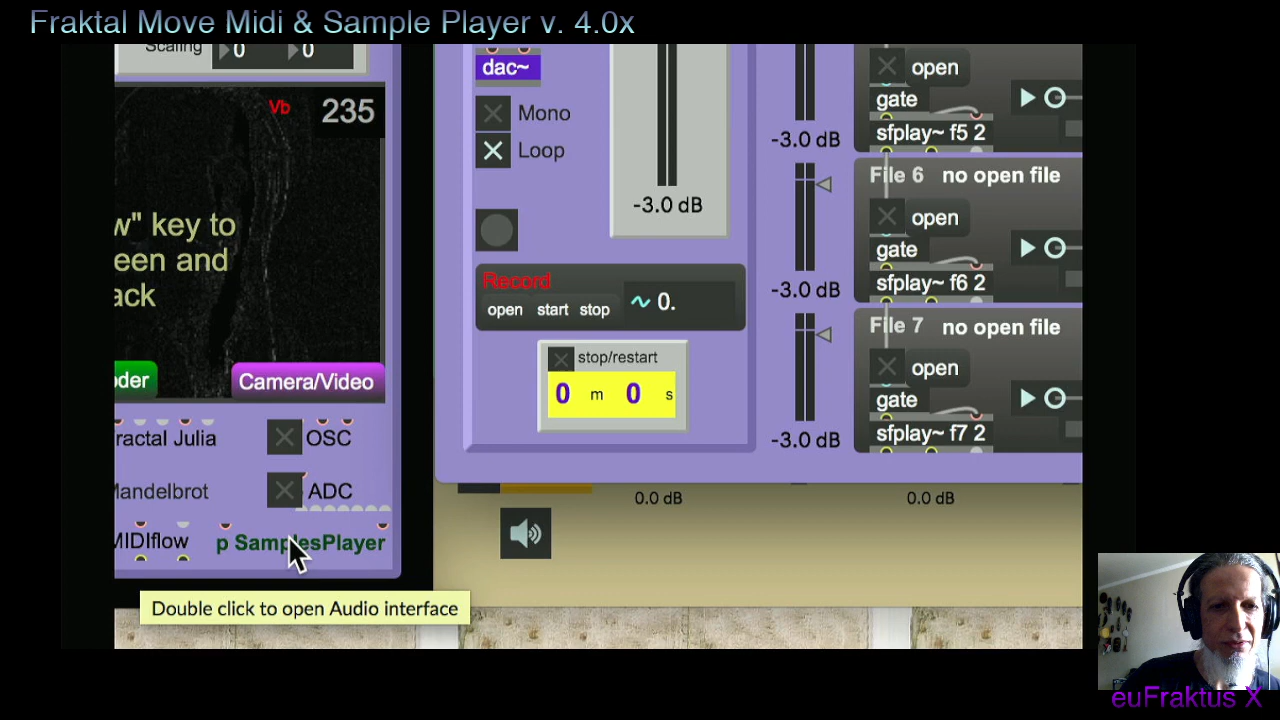 Fraktal Move Midi & Sample Player v. 4.0x
Scaling 0 0
Vb 235
w" key to
een and
ack
oder
Camera/Video
ractal Julia
OSC
Mandelbrot
ADC
MIDIflow
p SamplesPlayer
Double click to open Audio interface
dac~
Mono
Loop
-3.0 dB
Record
open start stop
0.
stop/restart
0 m 0 s
-3.0 dB
-3.0 dB
-3.0 dB
open
gate
sfplay~ f5 2
File 6 no open file
open
gate
sfplay~ f6 2
File 7 no open file
open
gate
sfplay~ f7 2
0.0 dB
0.0 dB
euFraktus X